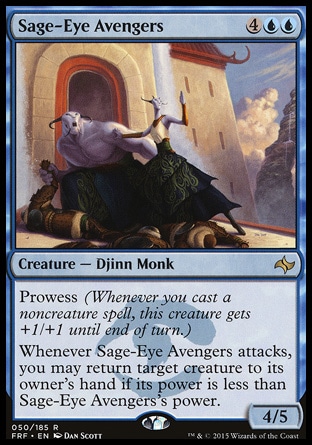 Sage-Eye Avengers 4
Creature — Djinn Monk
Prowess (Whenever you cast a
noncreature spell, this creature gets
+1/+1 until end of turn.)
Whenever Sage-Eye Avengers attacks,
you may return target creature to its
owner's hand if its power is less than
Sage-Eye Avengers's power.
4/5
050/185 R
FRF • EN Dan Scott
™ & © 2015 Wizards of the Coast